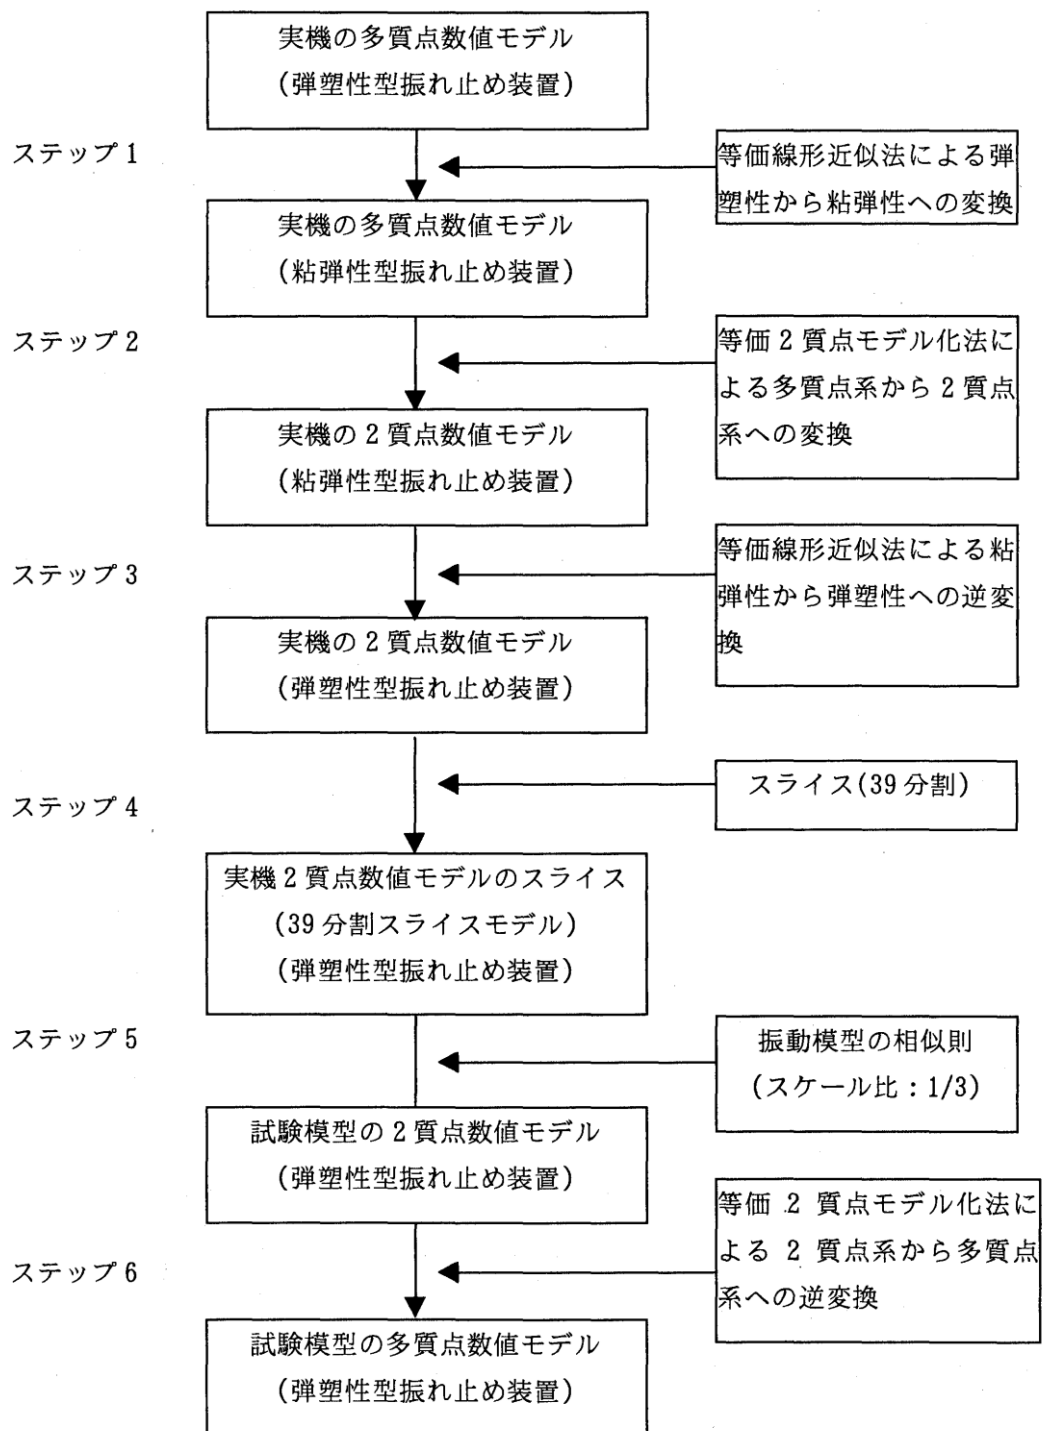 実機の多質点数値モデル
(弾塑性型振れ止め装置)
ステップ1
等価線形近似法による弾
塑性から粘弾性への変換
実機の多質点数値モデル
(粘弾性型振れ止め装置)
ステップ2
等価2質点モデル化法に
よる多質点系から2質点
系への変換
実機の2質点数値モデル
(粘弾性型振れ止め装置)
ステップ3
等価線形近似法による粘
弾性から弾塑性への逆変
換
実機の2質点数値モデル
(弾塑性型振れ止め装置)
ステップ4
スライス(39分割)
実機2質点数値モデルのスライス
(39分割スライスモデル)
(弾塑性型振れ止め装置)
ステップ5
振動模型の相似則
(スケール比:1/3)
試験模型の2質点数値モデル
(弾塑性型振れ止め装置)
ステップ6
等価 2 質点モデル化法に
よる 2 質点系から多質点
系への逆変換
試験模型の多質点数値モデル
(弾塑性型振れ止め装置)